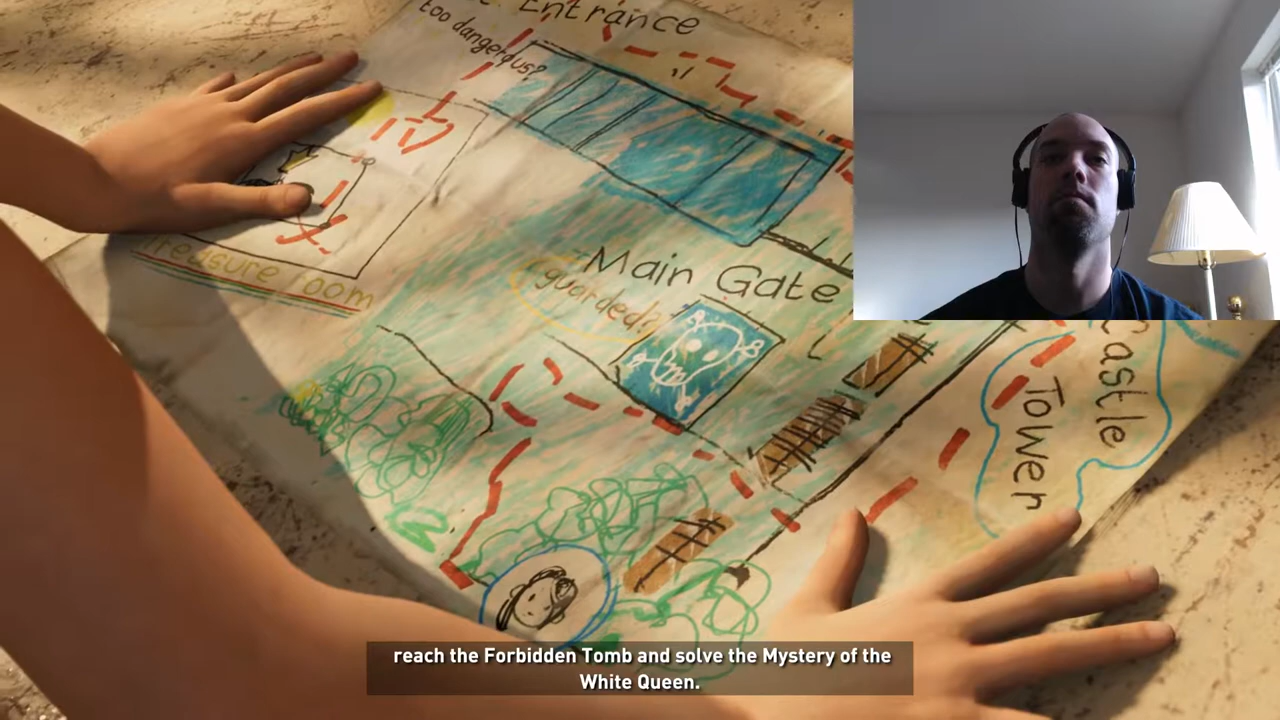 Entrance
too dangerous?
IV
treasure room
Main Gate
guarded!
Castle
Tower
reach the Forbidden Tomb and solve the Mystery of the
White Queen.